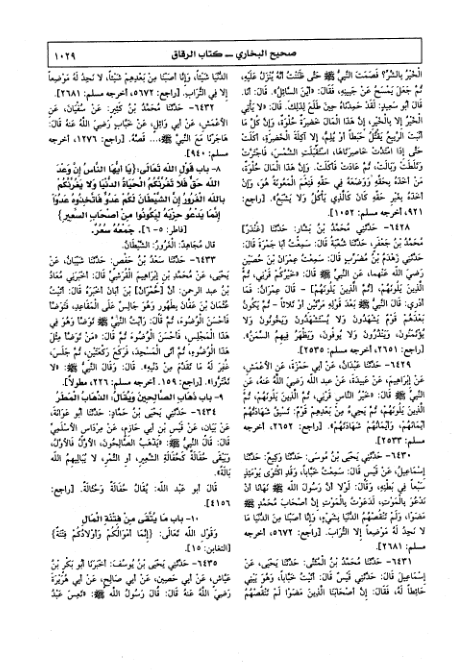 صحيح البخاري ــ كتاب الرقاق
١٠٢٩
الْخَيْرُ بِالشَّرِّ؟ فَصَمَتَ النَّبِيُّ ﷺ حَتَّى ظَنَنْتُ أَنَّهُ يُنْزَلُ عَلَيْهِ،
ثُمَّ جَعَلَ يَمْسَحُ عَنْ جَبِينِهِ، فَقَالَ: «أَيْنَ السَّائِلُ؟». قَالَ: أَنَا.
قَالَ أَبُو سَعِيدٍ: لَقَدْ حَمِدْنَاهُ حِينَ طَلَعَ لِذَلِكَ. قَالَ: «لَا يَأْتِي
الْخَيْرُ إِلَّا بِالْخَيْرِ، إِنَّ هَذَا الْمَالَ خَضِرَةٌ حُلْوَةٌ، وَإِنَّ كُلَّ مَا
أَنْبَتَ الرَّبِيعُ يَقْتُلُ حَبَطًا أَوْ يُلِمُّ، إِلَّا آكِلَةَ الْخَضِرَةِ، أَكَلَتْ
حَتَّى إِذَا امْتَدَّتْ خَاصِرَتَاهَا، اسْتَقْبَلَتِ الشَّمْسَ، فَاجْتَرَّتْ
وَثَلَطَتْ وَبَالَتْ، ثُمَّ عَادَتْ فَأَكَلَتْ. وَإِنَّ هَذَا الْمَالَ حُلْوَةٌ،
مَنْ أَخَذَهُ بِحَقِّهِ وَوَضَعَهُ فِي حَقِّهِ فَنِعْمَ الْمَعُونَةُ هُوَ، وَإِنْ
أَخَذَهُ بِغَيْرِ حَقِّهِ كَانَ كَالَّذِي يَأْكُلُ وَلَا يَشْبَعُ». [راجع:
٩٢١، أخرجه مسلم: ١٠٥٢].
٦٤٢٨- حَدَّثَنِي مُحَمَّدُ بْنُ بَشَّارٍ: حَدَّثَنَا [غُنْدَرٌ]
مُحَمَّدُ بْنُ جَعْفَرٍ، حَدَّثَنَا شُعْبَةُ قَالَ: سَمِعْتُ أَبَا جَمْرَةَ قَالَ:
حَدَّثَنِي زَهْدَمُ بْنُ مُضَرِّبٍ قَالَ: سَمِعْتُ عِمْرَانَ بْنَ حُصَيْنٍ
رَضِيَ اللهُ عَنْهُمَا، عَنِ النَّبِيِّ ﷺ قَالَ: «خَيْرُكُمْ قَرْنِي، ثُمَّ
الَّذِينَ يَلُونَهُمْ، ثُمَّ الَّذِينَ يَلُونَهُمْ - قَالَ عِمْرَانُ: فَمَا
أَدْرِي: قَالَ النَّبِيُّ ﷺ بَعْدَ قَوْلِهِ مَرَّتَيْنِ أَوْ ثَلَاثًا - ثُمَّ يَكُونُ
بَعْدَهُمْ قَوْمٌ يَشْهَدُونَ وَلَا يُسْتَشْهَدُونَ وَيَخُونُونَ وَلَا
يُؤْتَمَنُونَ، وَيَنْذُرُونَ وَلَا يَفُونَ، وَيَظْهَرُ فِيهِمُ السِّمَنُ».
[راجع: ٢٦٥١، أخرجه مسلم: ٢٥٣٥].
٦٤٢٩- حَدَّثَنَا عَبْدَانُ، عَنْ أَبِي حَمْزَةَ، عَنِ الْأَعْمَشِ،
عَنْ إِبْرَاهِيمَ، عَنْ عَبِيدَةَ، عَنْ عَبْدِ اللهِ رَضِيَ اللهُ عَنْهُ، عَنِ
النَّبِيِّ ﷺ قَالَ: «خَيْرُ النَّاسِ قَرْنِي، ثُمَّ الَّذِينَ يَلُونَهُمْ، ثُمَّ
الَّذِينَ يَلُونَهُمْ، ثُمَّ يَجِيءُ مِنْ بَعْدِهِمْ قَوْمٌ: تَسْبِقُ شَهَادَتُهُمْ
أَيْمَانَهُمْ، وَأَيْمَانُهُمْ شَهَادَتَهُمْ». [راجع: ٢٦٥٢، أخرجه
مسلم: ٢٥٣٣].
٦٤٣٠- حَدَّثَنِي يَحْيَى بْنُ مُوسَى: حَدَّثَنَا وَكِيعٌ: حَدَّثَنَا
إِسْمَاعِيلُ، عَنْ قَيْسٍ قَالَ: سَمِعْتُ خَبَّابًا، وَقَدِ اكْتَوَى يَوْمَئِذٍ
سَبْعًا فِي بَطْنِهِ، وَقَالَ: لَوْلَا أَنَّ رَسُولَ اللهِ ﷺ نَهَانَا أَنْ
نَدْعُوَ بِالْمَوْتِ، لَدَعَوْتُ بِالْمَوْتِ إِنَّ أَصْحَابَ مُحَمَّدٍ ﷺ
مَضَوْا، وَلَمْ تَنْقُصْهُمُ الدُّنْيَا بِشَيْءٍ، وَإِنَّا أَصَبْنَا مِنَ الدُّنْيَا مَا
لَا نَجِدُ لَهُ مَوْضِعًا إِلَّا التُّرَابَ. [راجع: ٥٦٧٢، أخرجه
مسلم: ٢٦٨١].
٦٤٣١- حَدَّثَنَا مُحَمَّدُ بْنُ الْمُثَنَّى: حَدَّثَنَا يَحْيَى، عَنْ
إِسْمَاعِيلَ قَالَ: حَدَّثَنِي قَيْسٌ قَالَ: أَتَيْتُ خَبَّابًا، وَهُوَ يَبْنِي
حَائِطًا لَهُ، فَقَالَ: إِنَّ أَصْحَابَنَا الَّذِينَ مَضَوْا لَمْ تَنْقُصْهُمُ
الدُّنْيَا شَيْئًا، وَإِنَّا أَصَبْنَا مِنْ بَعْدِهِمْ شَيْئًا، لَا نَجِدُ لَهُ مَوْضِعًا
إِلَّا فِي التُّرَابِ. [راجع: ٥٦٧٢، أخرجه مسلم: ٢٦٨١].
٦٤٣٢- حَدَّثَنَا مُحَمَّدُ بْنُ كَثِيرٍ: عَنْ سُفْيَانَ، عَنِ
الْأَعْمَشِ، عَنْ أَبِي وَائِلٍ، عَنْ خَبَّابٍ رَضِيَ اللهُ عَنْهُ قَالَ:
هَاجَرْنَا مَعَ النَّبِيِّ ﷺ... قَصَّهُ. [راجع: ١٢٧٦، أخرجه
مسلم: ٩٤٠].
٨- باب قَوْلِ اللهِ تَعَالَى: {يَا أَيُّهَا النَّاسُ إِنَّ وَعْدَ
اللهِ حَقٌّ فَلَا تَغُرَّنَّكُمُ الْحَيَاةُ الدُّنْيَا وَلَا يَغُرَّنَّكُمْ
بِاللهِ الْغَرُورُ إِنَّ الشَّيْطَانَ لَكُمْ عَدُوٌّ فَاتَّخِذُوهُ عَدُوًّا
إِنَّمَا يَدْعُو حِزْبَهُ لِيَكُونُوا مِنْ أَصْحَابِ السَّعِيرِ}
[فاطر: ٥-٦]. جَمْعُهُ سُعُرٌ.
قَالَ مُجَاهِدٌ: الْغَرُورُ: الشَّيْطَانُ.
٦٤٣٣- حَدَّثَنَا سَعْدُ بْنُ حَفْصٍ: حَدَّثَنَا شَيْبَانُ، عَنْ
يَحْيَى، عَنْ مُحَمَّدِ بْنِ إِبْرَاهِيمَ الْقُرَشِيِّ قَالَ: أَخْبَرَنِي مُعَاذُ
بْنُ عَبْدِ الرحمنِ: أَنَّ [حُمْرَانَ] بْنَ أَبَانَ أَخْبَرَهُ قَالَ: أَتَيْتُ
عُثْمَانَ بْنَ عَفَّانَ بِطَهُورٍ وَهُوَ جَالِسٌ عَلَى الْمَقَاعِدِ، فَتَوَضَّأَ
فَأَحْسَنَ الْوُضُوءَ، ثُمَّ قَالَ: رَأَيْتُ النَّبِيَّ ﷺ تَوَضَّأَ وَهُوَ فِي
هَذَا الْمَجْلِسِ، فَأَحْسَنَ الْوُضُوءَ ثُمَّ قَالَ: «مَنْ تَوَضَّأَ مِثْلَ
هَذَا الْوُضُوءِ، ثُمَّ أَتَى الْمَسْجِدَ، فَرَكَعَ رَكْعَتَيْنِ، ثُمَّ جَلَسَ،
غُفِرَ لَهُ مَا تَقَدَّمَ مِنْ ذَنْبِهِ». قَالَ: وَقَالَ النَّبِيُّ ﷺ: «لَا
تَغْتَرُّوا». [راجع: ١٥٩. أخرجه مسلم: ٢٢٦، مطولاً].
٩- باب ذَهَابِ الصَّالِحِينَ وَيُقَالُ: الذِّهَابُ الْمَطَرُ
٦٤٣٤- حَدَّثَنِي يَحْيَى بْنُ حَمَّادٍ: حَدَّثَنَا أَبُو عَوَانَةَ،
عَنْ بَيَانٍ، عَنْ قَيْسِ بْنِ أَبِي حَازِمٍ، عَنْ مِرْدَاسٍ الْأَسْلَمِيِّ
قَالَ: قَالَ النَّبِيُّ ﷺ: «يَذْهَبُ الصَّالِحُونَ، الْأَوَّلُ فَالْأَوَّلُ،
وَيَبْقَى حُفَالَةٌ كَحُفَالَةِ الشَّعِيرِ، أَوِ التَّمْرِ، لَا يُبَالِيهِمُ اللهُ
بَالَةً».
قَالَ أَبُو عَبْد اللهِ: يُقَالُ حُفَالَةٌ وَحُثَالَةٌ. [راجع:
٤١٥٦].
١٠- باب مَا يُتَّقَى مِنْ فِتْنَةِ الْمَالِ
وَقَوْلِ اللهِ تَعَالَى: {إِنَّمَا أَمْوَالُكُمْ وَأَوْلَادُكُمْ فِتْنَةٌ}
[التغابن: ١٥].
٦٤٣٥- حَدَّثَنِي يَحْيَى بْنُ يُوسُفَ: أَخْبَرَنَا أَبُو بَكْرِ بْنُ
عَيَّاشٍ، عَنْ أَبِي حَصِينٍ، عَنْ أَبِي صَالِحٍ، عَنْ أَبِي هُرَيْرَةَ
رَضِيَ اللهُ عَنْهُ قَالَ: قَالَ رَسُولُ اللهِ ﷺ: «تَعِسَ عَبْدُ